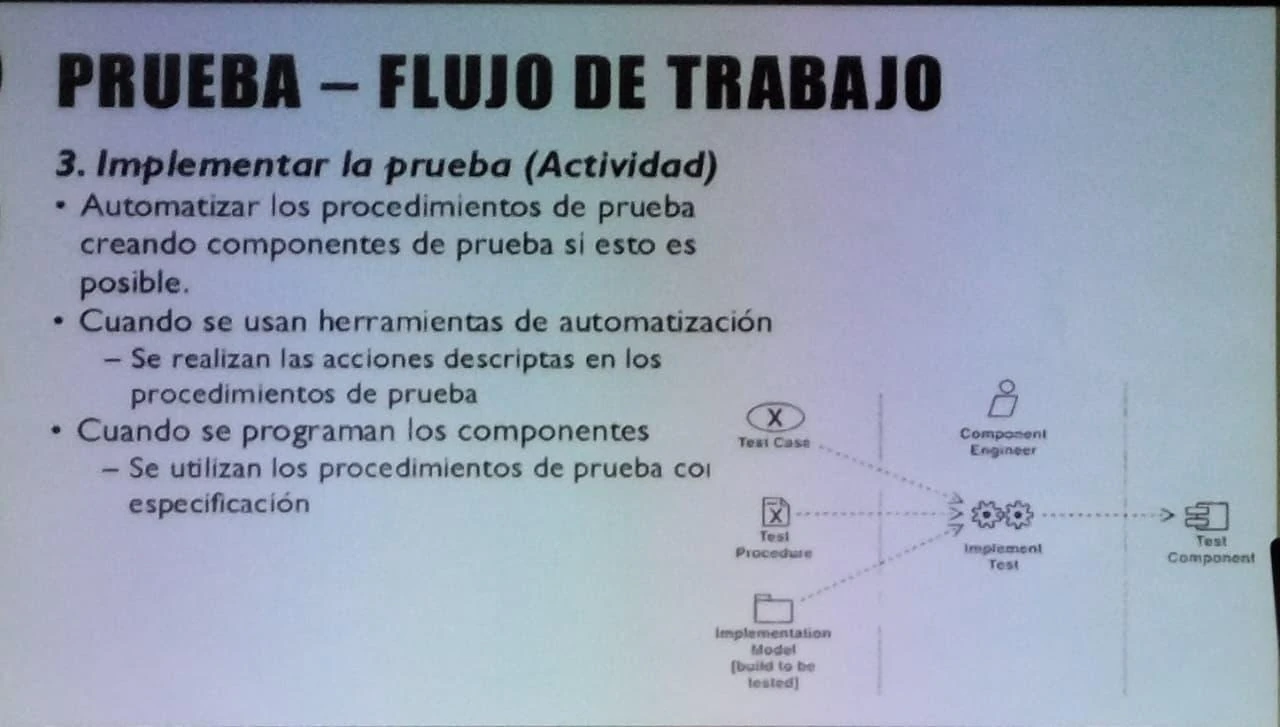 PRUEBA – FLUJO DE TRABAJO
3. Implementar la prueba (Actividad)
• Automatizar los procedimientos de prueba
creando componentes de prueba si esto es
posible.
• Cuando se usan herramientas de automatización
– Se realizan las acciones descriptas en los
procedimientos de prueba
• Cuando se programan los componentes
– Se utilizan los procedimientos de prueba
especificación
X
Test Case
X
Test
Procedure
Implementation
Model
[build to be
tested]
Component
Engineer
Implement
Test
Test
Component